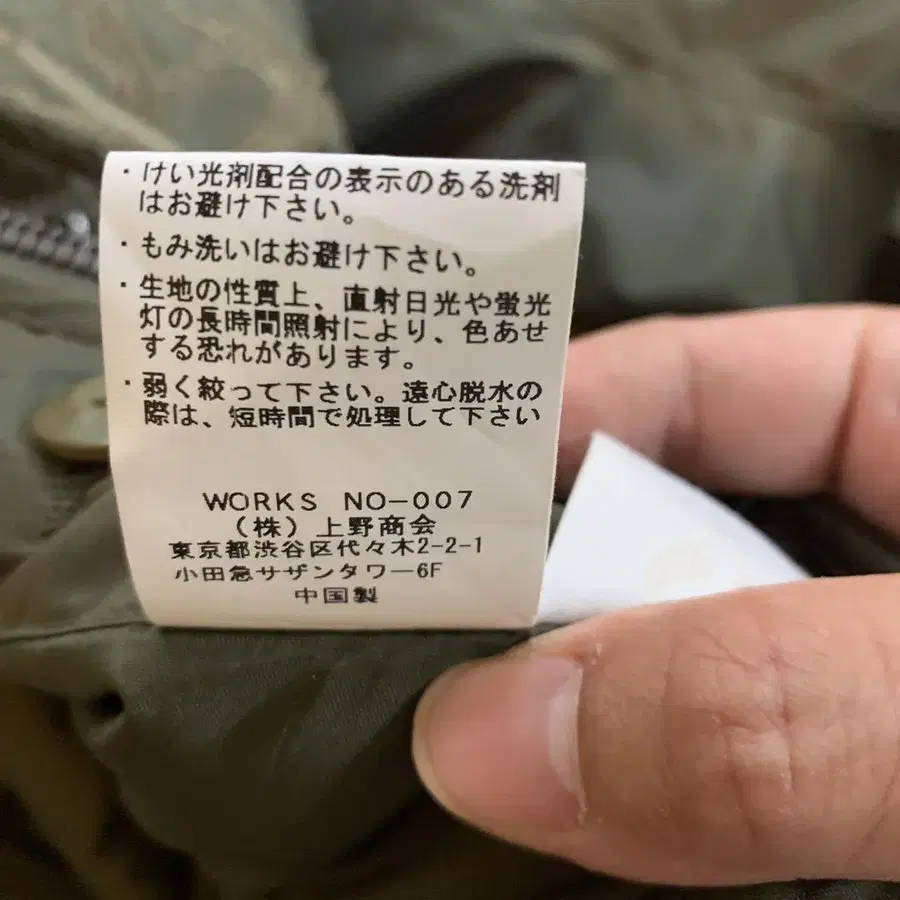 ・けい光剤配合の表示のある洗剤
はお避け下さい。
・もみ洗いはお避け下さい。
・生地の性質上、直射日光や蛍光
灯の長時間照射により、色あせ
する恐れがあります。
・弱く絞って下さい。遠心脱水の
際は、短時間で処理して下さい
WORKS NO-007
（株）上野商会
東京都渋谷区代々木2-2-1
小田急サザンタワー6F
中国製